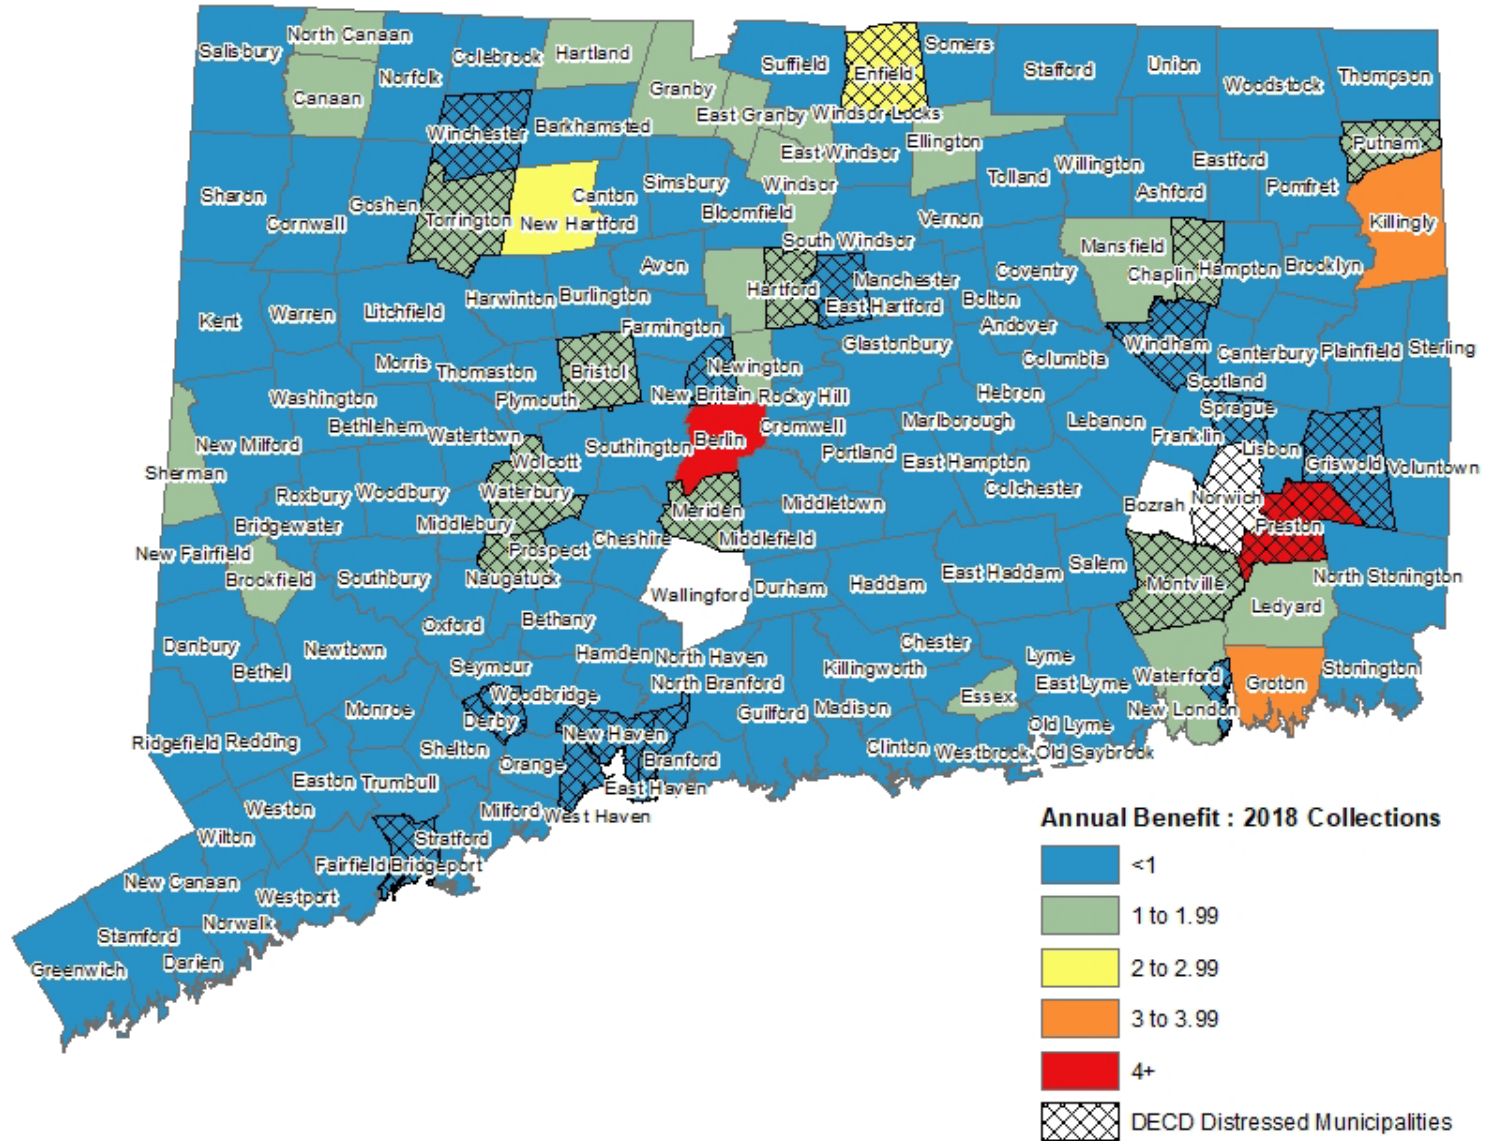 North Canaan
Salisbury
Colebrook
Hartland
Somers
Suffield
Enfield
Stafford
Union
Woodstock
Thompson
Norfolk
Canaan
Granby
East Granby
Windsor Locks
Winchester
Barkhamsted
Ellington
Putnam
East Windsor
Willington
Eastford
Tolland
Ashford
Pomfret
Simsbury
Windsor
Sharon
Goshen
Canton
Cornwall
Torrington
New Hartford
Bloomfield
Vernon
Killingly
South Windsor
Mansfield
Avon
Chaplin
Hampton
Brooklyn
Coventry
Manchester
Hartford
Harwinton
Burlington
East Hartford
Bolton
Kent
Warren
Litchfield
Farmington
Andover
Glastonbury
Windham
Canterbury
Plainfield
Sterling
Columbia
Morris
Thomaston
Bristol
Newington
Scotland
Washington
Plymouth
New Britain
Rocky Hill
Hebron
Sprague
Bethlehem
Watertown
Cromwell
Marlborough
Lebanon
Franklin
New Milford
Southington
Berlin
Lisbon
Portland
East Hampton
Griswold
Voluntown
Sherman
Wolcott
Roxbury
Woodbury
Waterbury
Colchester
Middletown
Bozrah
Norwich
Meriden
Bridgewater
Middlebury
Preston
Cheshire
Middlefield
New Fairfield
Prospect
Brookfield
Southbury
Naugatuck
Salem
East Haddam
North Stonington
Wallingford
Durham
Haddam
Montville
Ledyard
Oxford
Bethany
Danbury
Newtown
Chester
Hamden
North Haven
Lyme
Bethel
Seymour
Killingworth
Stonington
Woodbridge
North Branford
East Lyme
Waterford
Groton
Essex
Monroe
Derby
Guilford
Madison
New London
Old Lyme
New Haven
Ridgefield
Redding
Shelton
Clinton
Westbrook
Old Saybrook
Orange
Branford
Easton
Trumbull
East Haven
Weston
Milford
West Haven
Annual Benefit : 2018 Collections
Wilton
Stratford
Fairfield
Bridgeport
<1
New Canaan
Westport
1 to 1.99
Norwalk
Stamford
Darien
Greenwich
2 to 2.99
3 to 3.99
4+
DECD Distressed Municipalities